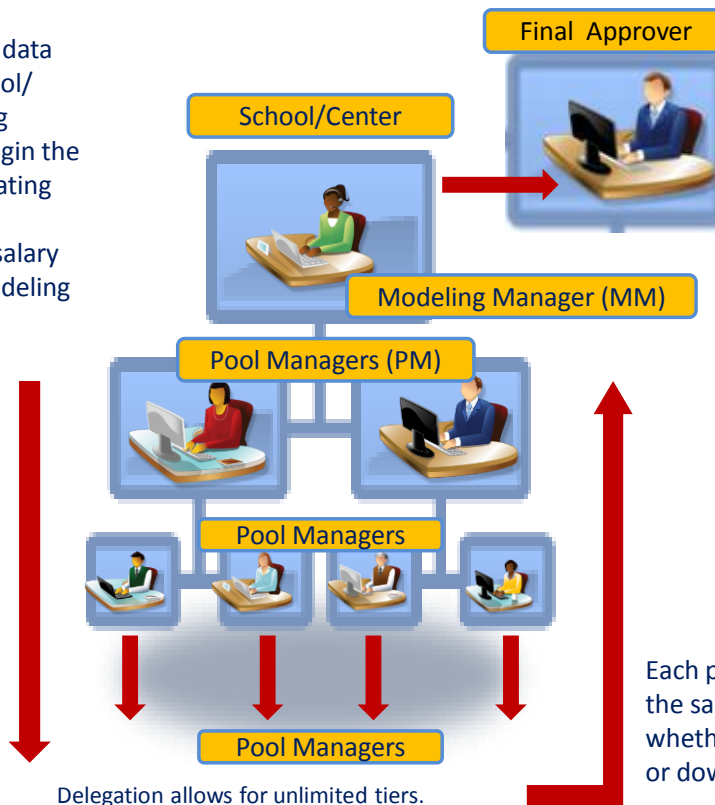 Final Approver
data
ol/
g
gin the
ating
salary
deling
School/Center
Modeling Manager (MM)
Pool Managers (PM)
Pool Managers
Pool Managers
Delegation allows for unlimited tiers.
Each p
the sa
wheth
or dow